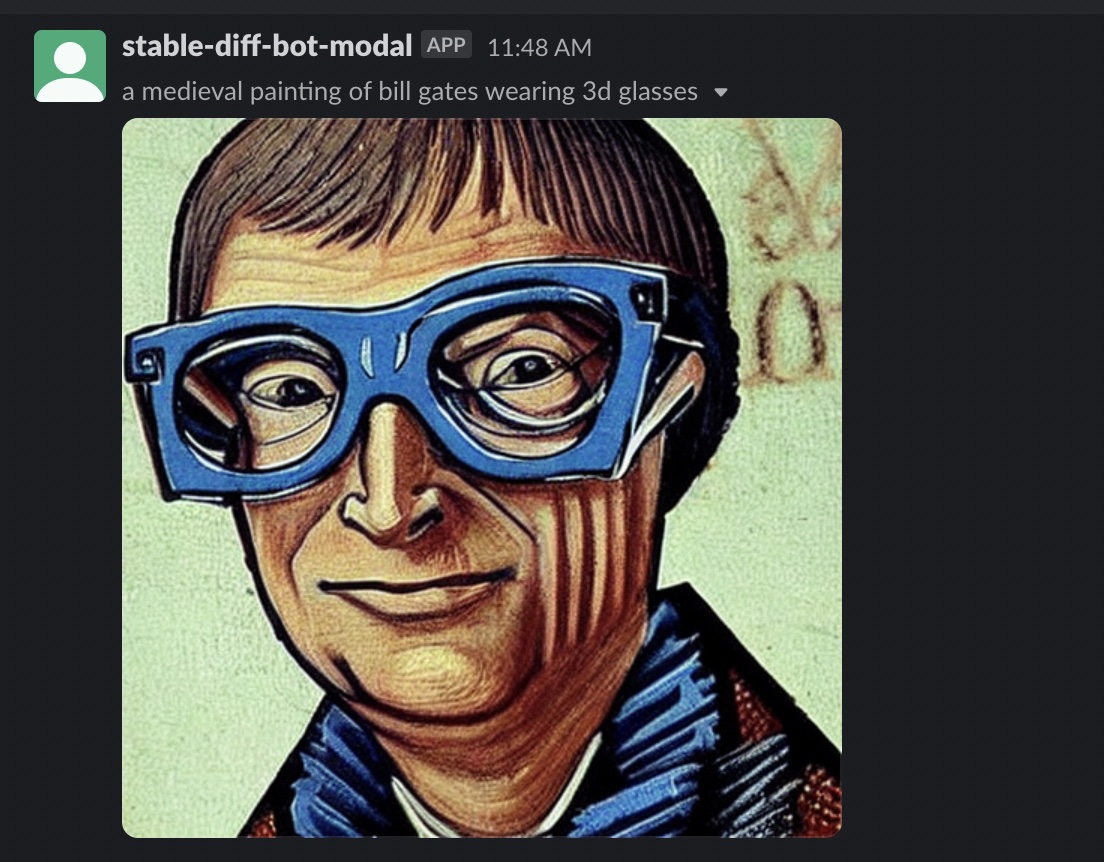 stable-diff-bot-modal APP 11:48 AM
a medieval painting of bill gates wearing 3d glasses